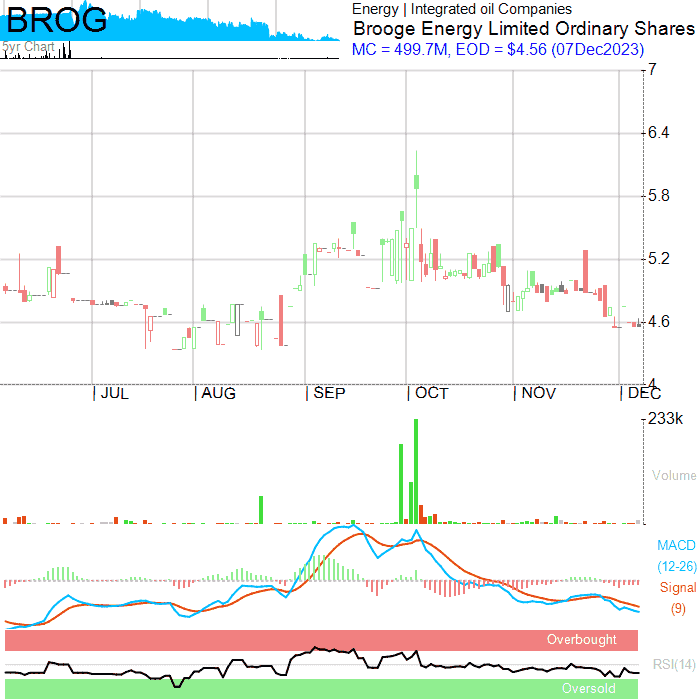 BROG
5yr Chart
Energy | Integrated oil Companies
Brooge Energy Limited Ordinary Shares
MC = 499.7M, EOD = $4.56 (07Dec2023)
7
6.4
5.8
5.2
4.6
4
JUL AUG SEP OCT NOV DEC
233k
Volume
MACD
(12-26)
Signal
(9)
Overbought
RSI(14)
Oversold